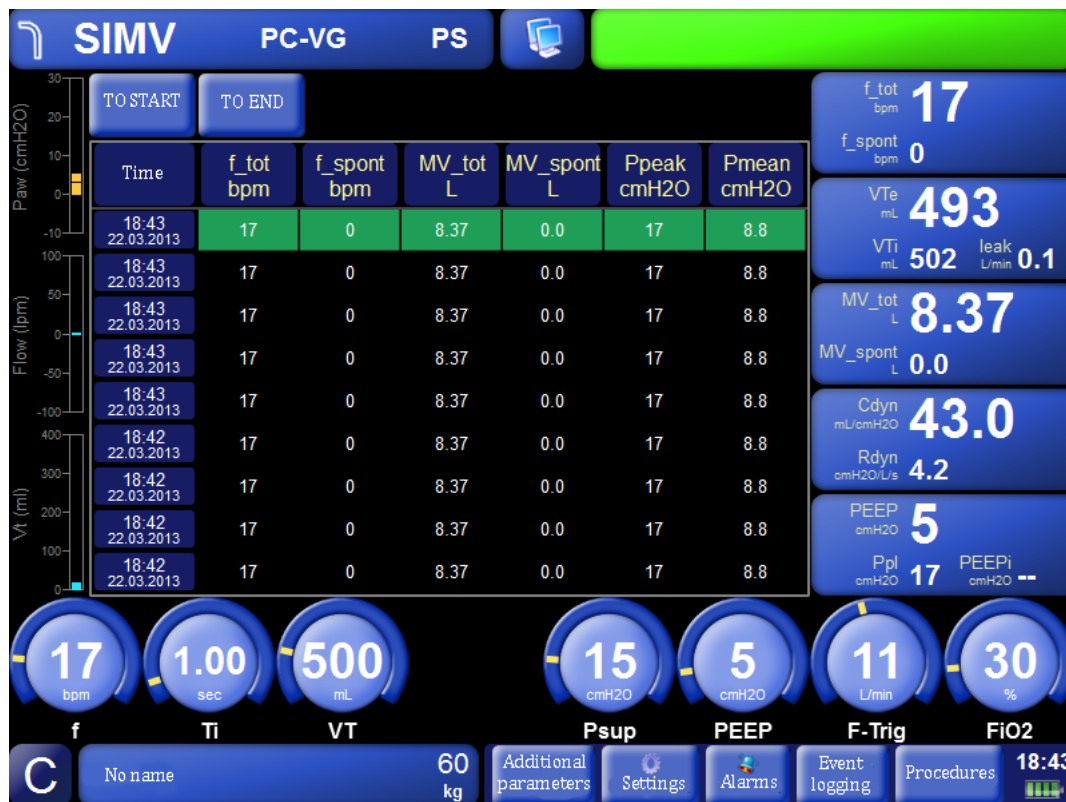 SIMV PC-VG PS
TO START TO END
Paw (cmH2O)
30
20
10
0
-10
Flow (lpm)
100
50
0
-50
-100
Vt (ml)
400
300
200
100
0
Time f_tot bpm f_spont bpm MV_tot L MV_spont L Ppeak cmH2O Pmean cmH2O
18:43 22.03.2013 17 0 8.37 0.0 17 8.8
18:43 22.03.2013 17 0 8.37 0.0 17 8.8
18:43 22.03.2013 17 0 8.37 0.0 17 8.8
18:43 22.03.2013 17 0 8.37 0.0 17 8.8
18:43 22.03.2013 17 0 8.37 0.0 17 8.8
18:42 22.03.2013 17 0 8.37 0.0 17 8.8
18:42 22.03.2013 17 0 8.37 0.0 17 8.8
18:42 22.03.2013 17 0 8.37 0.0 17 8.8
18:42 22.03.2013 17 0 8.37 0.0 17 8.8
f_tot bpm 17
f_spont bpm 0
VTe mL 493
VTi mL 502 leak L/min 0.1
MV_tot L 8.37
MV_spont L 0.0
Cdyn mL/cmH2O 43.0
Rdyn cmH2O/L/s 4.2
PEEP cmH2O 5
Ppl cmH2O 17 PEEPi cmH2O --
17 1.00 500 15 5 11 30
bpm sec mL cmH2O cmH2O L/min %
f Ti VT Psup PEEP F-Trig FiO2
C No name 60 kg Additional parameters Settings Alarms Event logging Procedures 18:43